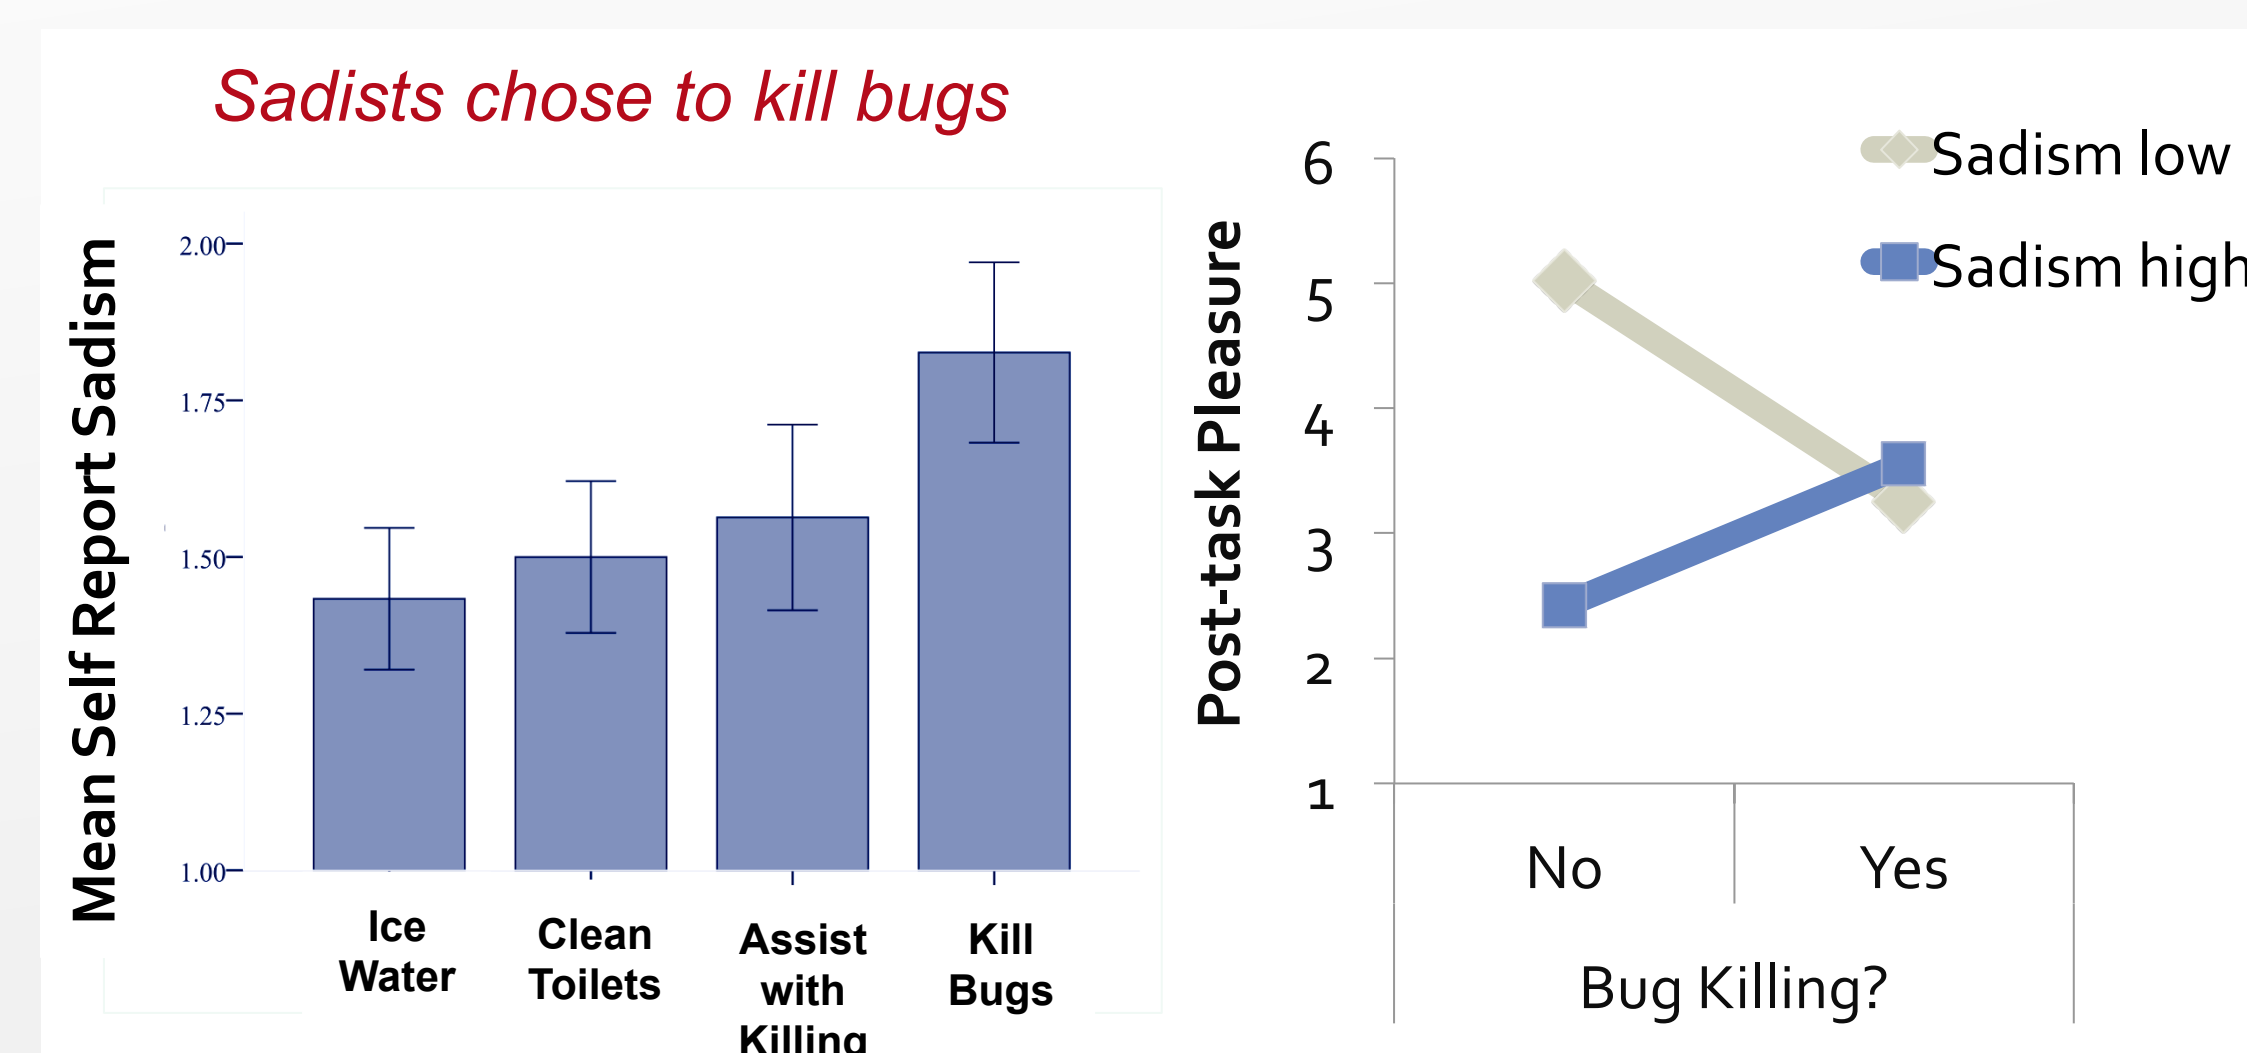 Sadists chose to kill bugs
Mean Self Report Sadism
2.00
1.75
1.50
1.25
1.00
Ice
Water
Clean
Toilets
Assist
with
Killing
Kill
Bugs
Post-task Pleasure
6
5
4
3
2
1
Sadism low
Sadism high
No
Yes
Bug Killing?